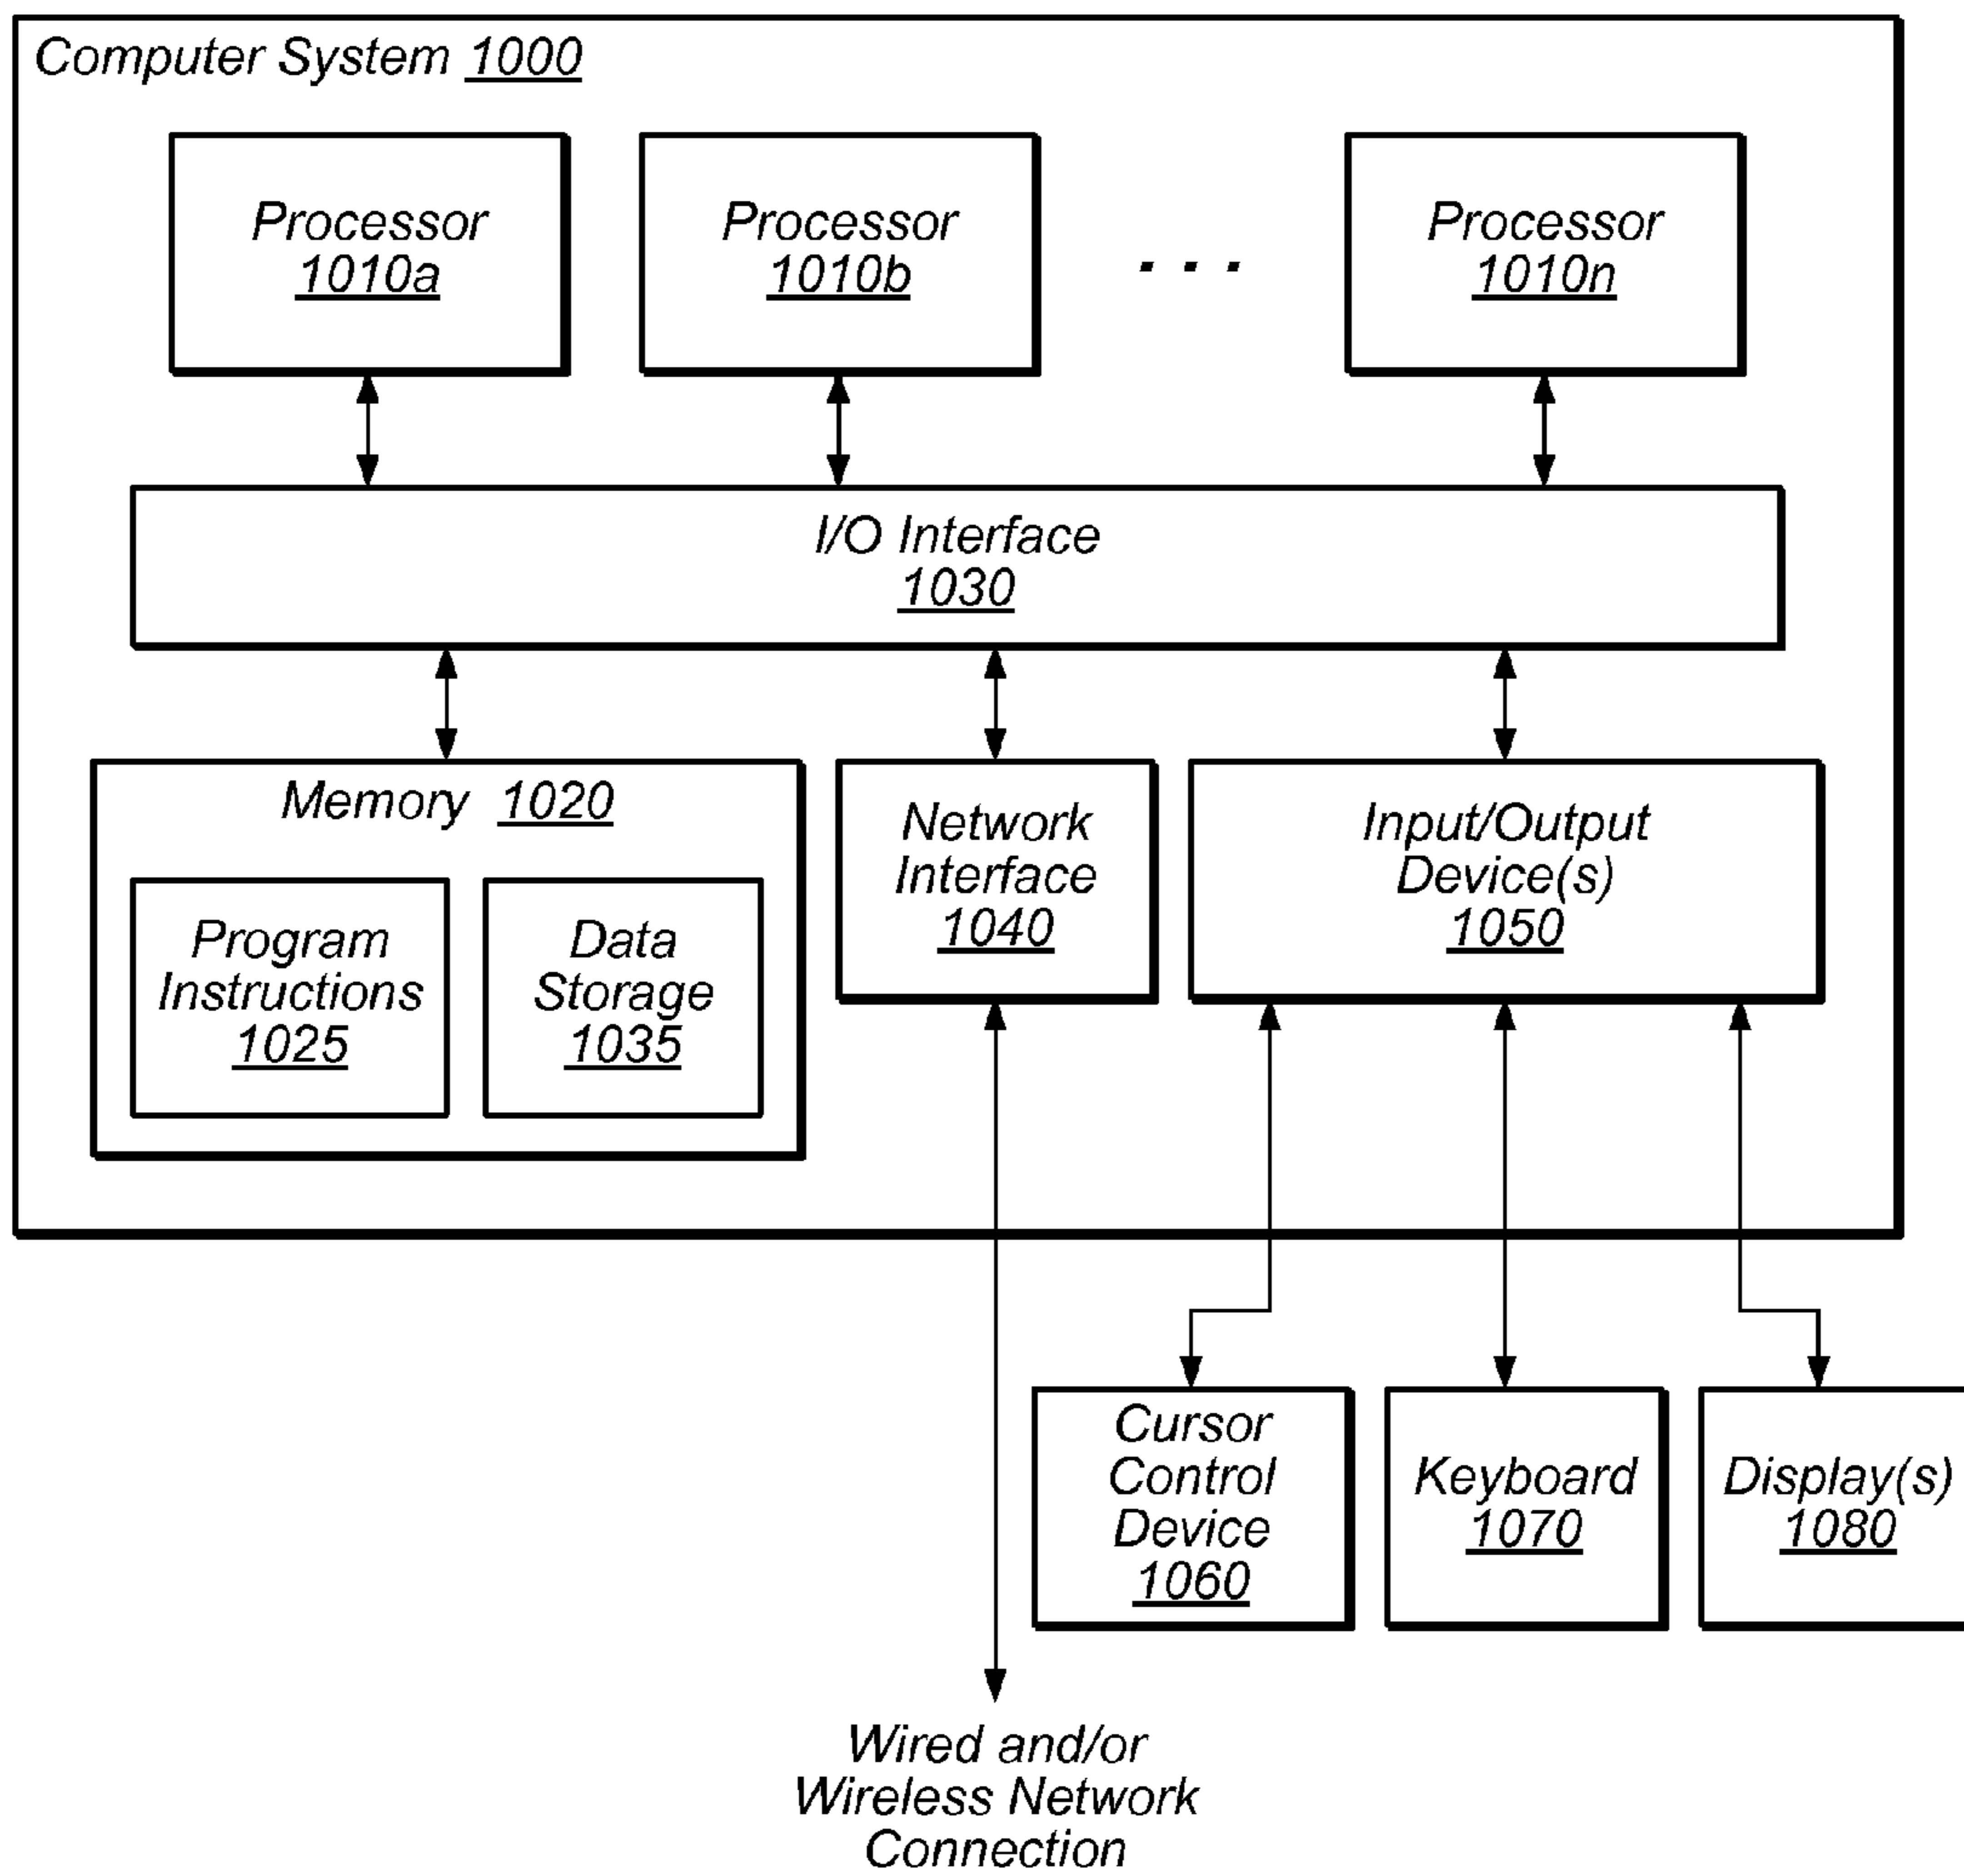 Computer System 1000
Processor
1010a
Processor
1010b
. . .
Processor
1010n
I/O Interface
1030
Memory 1020
Program
Instructions
1025
Data
Storage
1035
Network
Interface
1040
Input/Output
Device(s)
1050
Cursor
Control
Device
1060
Keyboard
1070
Display(s)
1080
Wired and/or
Wireless Network
Connection